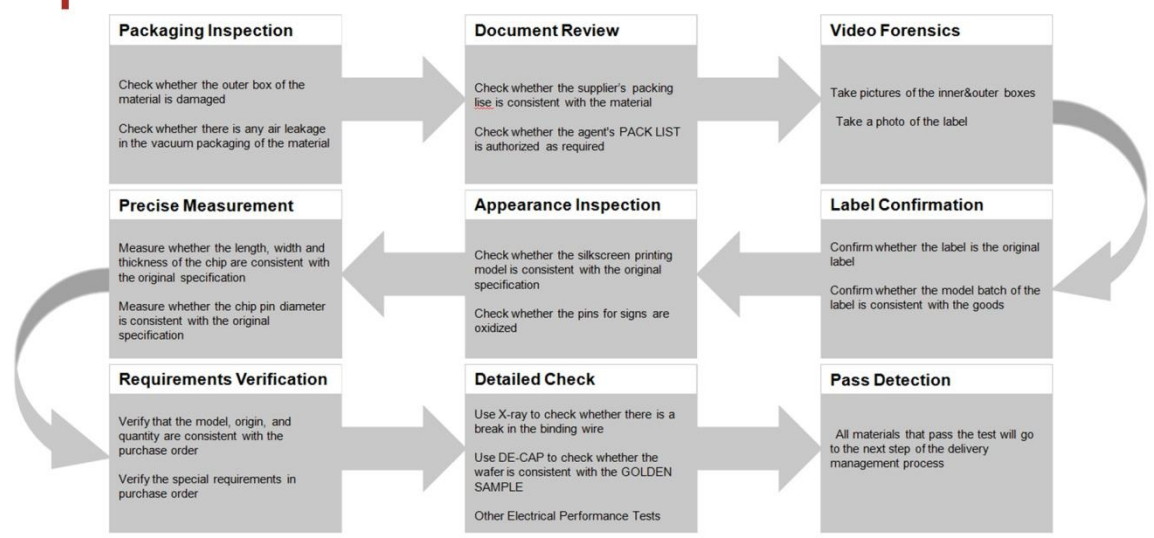 Packaging Inspection
Check whether the outer box of the
material is damaged
Check whether there is any air leakage
in the vacuum packaging of the material
Document Review
Check whether the supplier's packing
lise is consistent with the material
Check whether the agent's PACK LIST
is authorized as required
Video Forensics
Take pictures of the inner&outer boxes
Take a photo of the label
Label Confirmation
Confirm whether the label is the original
label
Confirm whether the model batch of the
label is consistent with the goods
Appearance Inspection
Check whether the silkscreen printing
model is consistent with the original
specification
Check whether the pins for signs are
oxidized
Precise Measurement
Measure whether the length, width and
thickness of the chip are consistent with
the original specification
Measure whether the chip pin diameter
is consistent with the original
specification
Requirements Verification
Verify that the model, origin, and
quantity are consistent with the
purchase order
Verify the special requirements in
purchase order
Detailed Check
Use X-ray to check whether there is a
break in the binding wire
Use DE-CAP to check whether the
wafer is consistent with the GOLDEN
SAMPLE
Other Electrical Performance Tests
Pass Detection
All materials that pass the test will go
to the next step of the delivery
management process